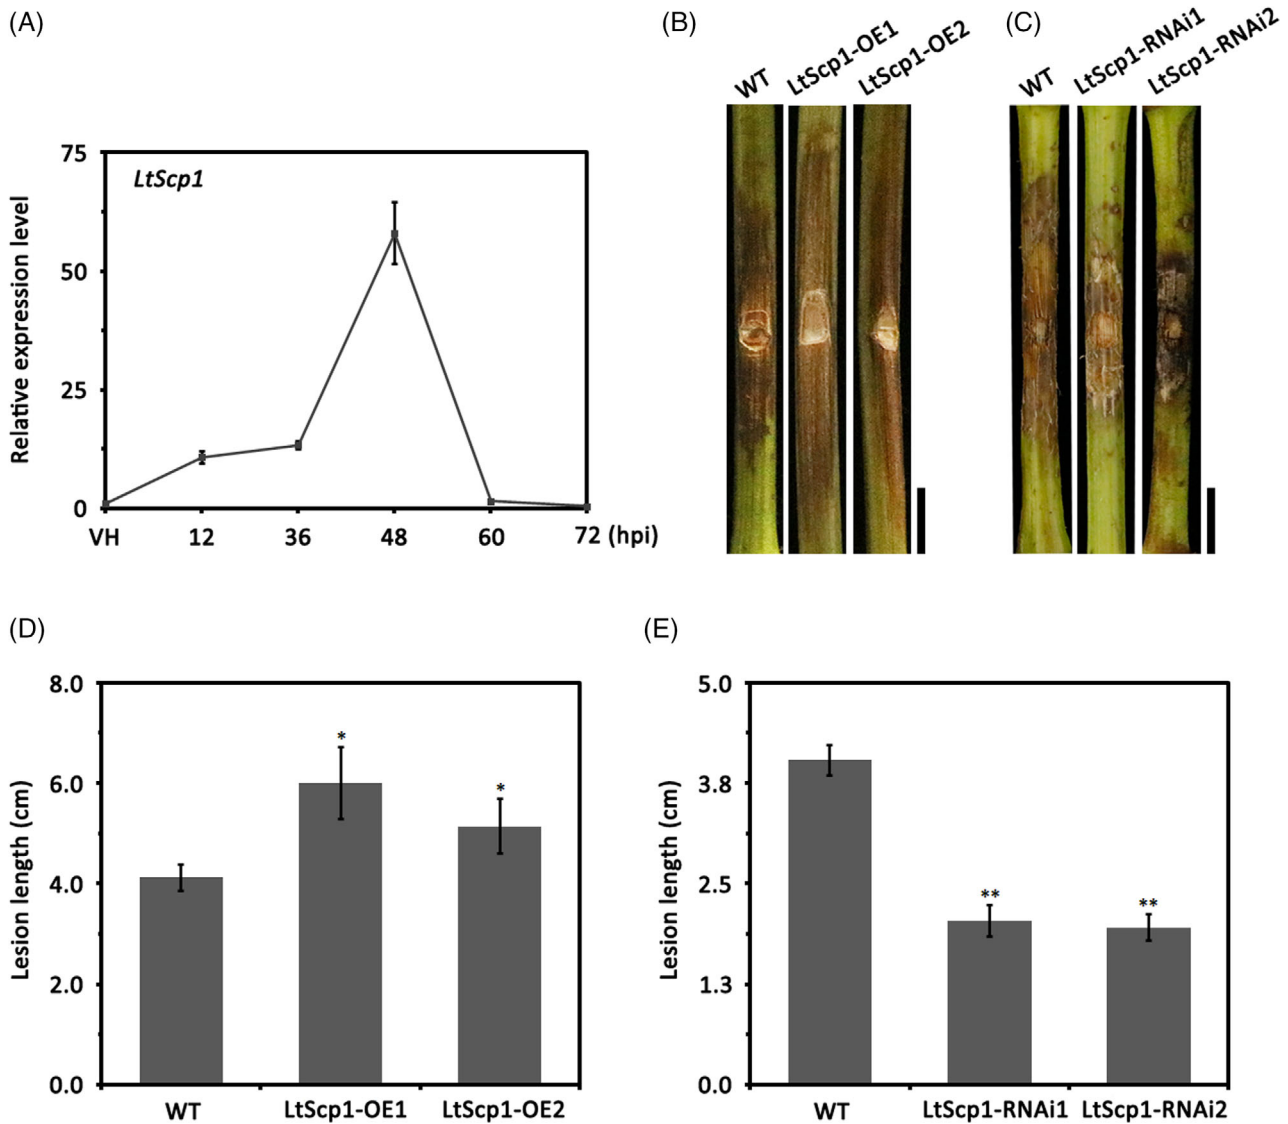 (A)
LtScp1
Relative expression level
75
50
25
0
VH 12 36 48 60 72 (hpi)
(B)
WT LtScp1-OE1 LtScp1-OE2
(C)
WT LtScp1-RNAi1 LtScp1-RNAi2
(D)
Lesion length (cm)
8.0
6.0
4.0
2.0
0.0
*
*
WT LtScp1-OE1 LtScp1-OE2
(E)
Lesion length (cm)
5.0
3.8
2.5
1.3
0.0
**
**
WT LtScp1-RNAi1 LtScp1-RNAi2